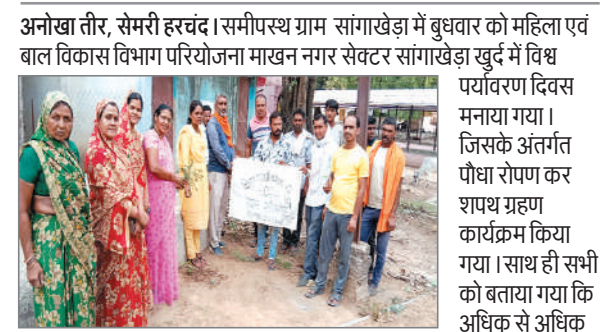 अनोखा तीर, सेमरी हरचंद। समीपस्थ ग्राम सांगाखेड़ा में बुधवार को महिला एवं
बाल विकास विभाग परियोजना माखन नगर सेक्टर सांगाखेड़ा खुर्द में विश्व
पर्यावरण दिवस
मनाया गया।
जिसके अंतर्गत
पौधा रोपण कर
शपथ ग्रहण
कार्यक्रम किया
गया। साथ ही सभी
को बताया गया कि
अधिक से अधिक